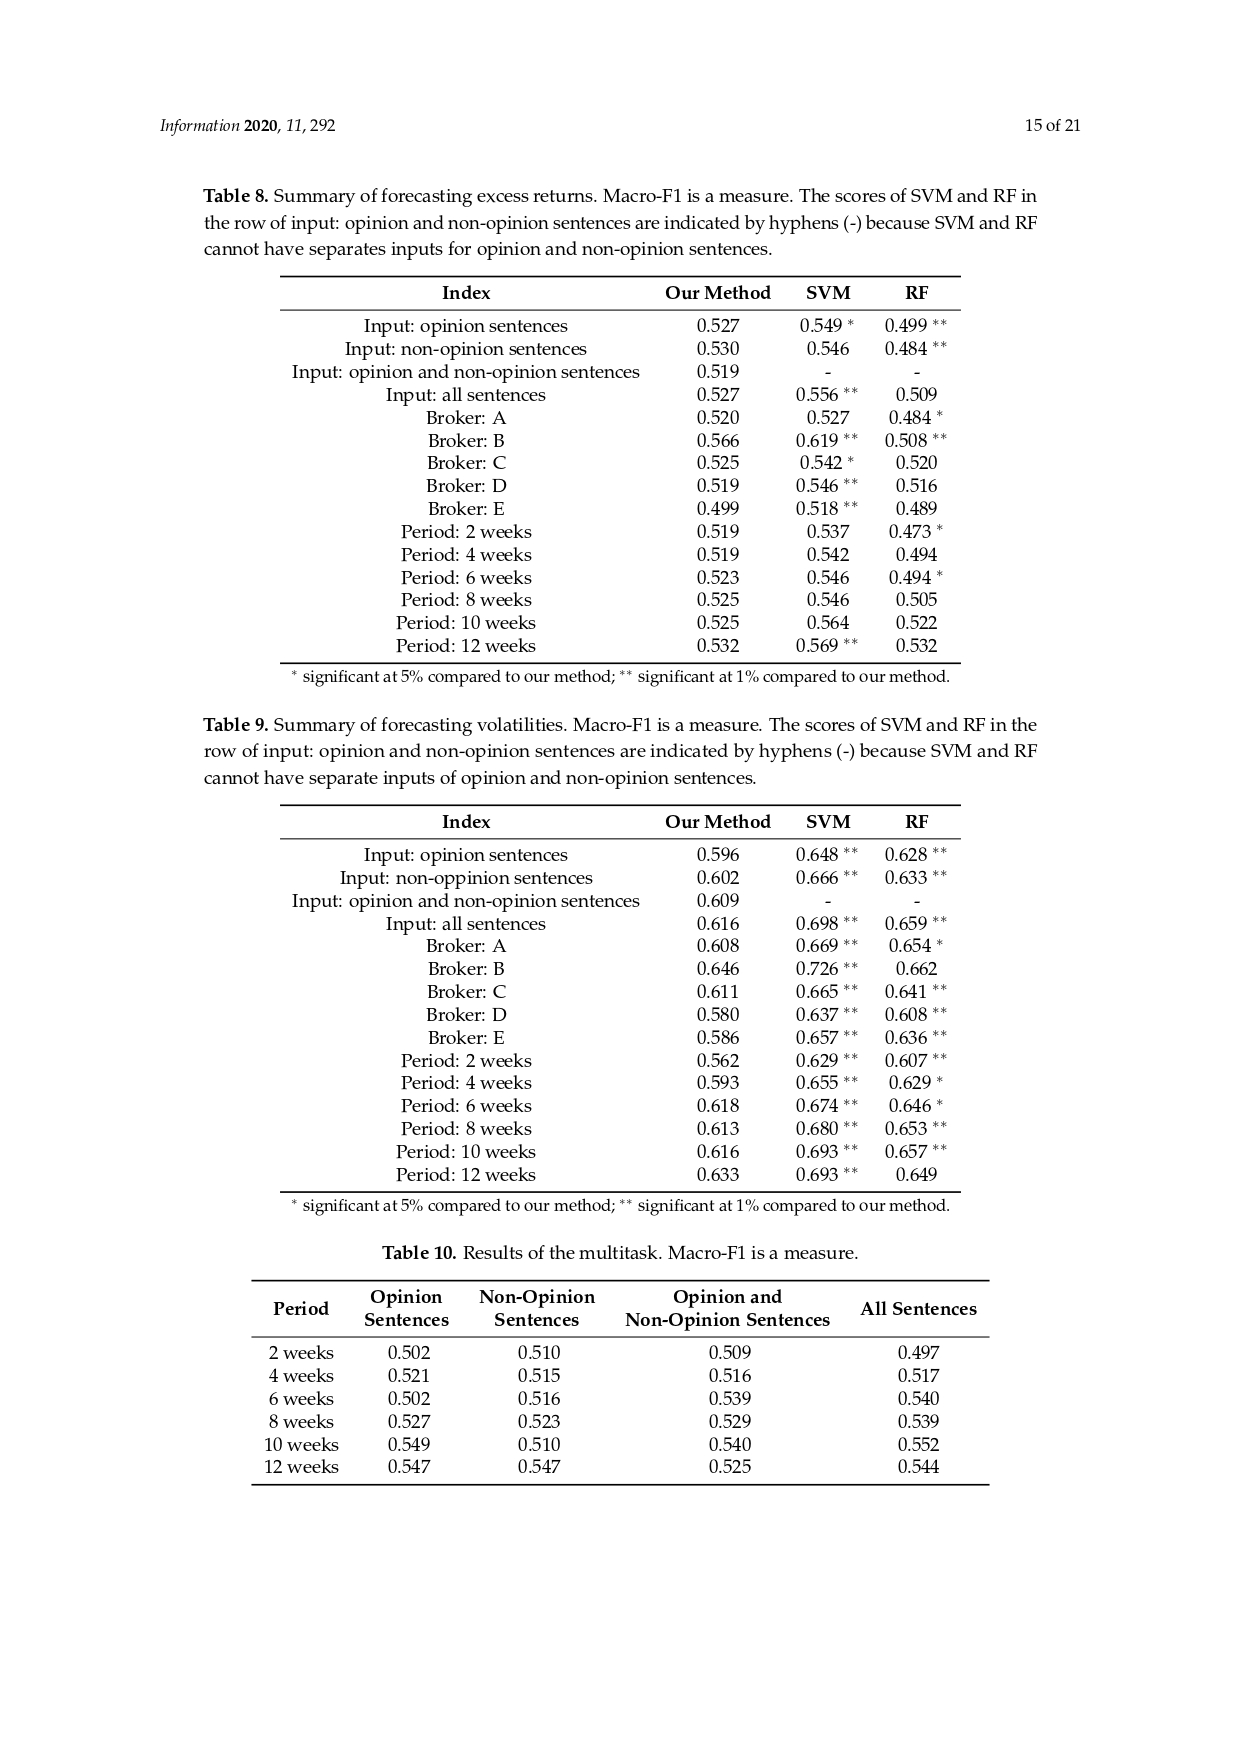 Information 2020, 11, 292 15 of 21
Table 8. Summary of forecasting excess returns. Macro-F1 is a measure. The scores of SVM and RF in
the row of input: opinion and non-opinion sentences are indicated by hyphens (-) because SVM and RF
cannot have separates inputs for opinion and non-opinion sentences.
Index Our Method SVM RF
Input: opinion sentences 0.527 0.549 * 0.499 **
Input: non-opinion sentences 0.530 0.546 0.484 **
Input: opinion and non-opinion sentences 0.519 - -
Input: all sentences 0.527 0.556 ** 0.509
Broker: A 0.520 0.527 0.484 *
Broker: B 0.566 0.619 ** 0.508 **
Broker: C 0.525 0.542 * 0.520
Broker: D 0.519 0.546 ** 0.516
Broker: E 0.499 0.518 ** 0.489
Period: 2 weeks 0.519 0.537 0.473 *
Period: 4 weeks 0.519 0.542 0.494
Period: 6 weeks 0.523 0.546 0.494 *
Period: 8 weeks 0.525 0.546 0.505
Period: 10 weeks 0.525 0.564 0.522
Period: 12 weeks 0.532 0.569 ** 0.532
* significant at 5% compared to our method; ** significant at 1% compared to our method.
Table 9. Summary of forecasting volatilities. Macro-F1 is a measure. The scores of SVM and RF in the
row of input: opinion and non-opinion sentences are indicated by hyphens (-) because SVM and RF
cannot have separate inputs of opinion and non-opinion sentences.
Index Our Method SVM RF
Input: opinion sentences 0.596 0.648 ** 0.628 **
Input: non-oppinion sentences 0.602 0.666 ** 0.633 **
Input: opinion and non-opinion sentences 0.609 - -
Input: all sentences 0.616 0.698 ** 0.659 **
Broker: A 0.608 0.669 ** 0.654 *
Broker: B 0.646 0.726 ** 0.662
Broker: C 0.611 0.665 ** 0.641 **
Broker: D 0.580 0.637 ** 0.608 **
Broker: E 0.586 0.657 ** 0.636 **
Period: 2 weeks 0.562 0.629 ** 0.607 **
Period: 4 weeks 0.593 0.655 ** 0.629 *
Period: 6 weeks 0.618 0.674 ** 0.646 *
Period: 8 weeks 0.613 0.680 ** 0.653 **
Period: 10 weeks 0.616 0.693 ** 0.657 **
Period: 12 weeks 0.633 0.693 ** 0.649
* significant at 5% compared to our method; ** significant at 1% compared to our method.
Table 10. Results of the multitask. Macro-F1 is a measure.
Period Opinion Sentences Non-Opinion Sentences Opinion and Non-Opinion Sentences All Sentences
2 weeks 0.502 0.510 0.509 0.497
4 weeks 0.521 0.515 0.516 0.517
6 weeks 0.502 0.516 0.539 0.540
8 weeks 0.527 0.523 0.529 0.539
10 weeks 0.549 0.510 0.540 0.552
12 weeks 0.547 0.547 0.525 0.544